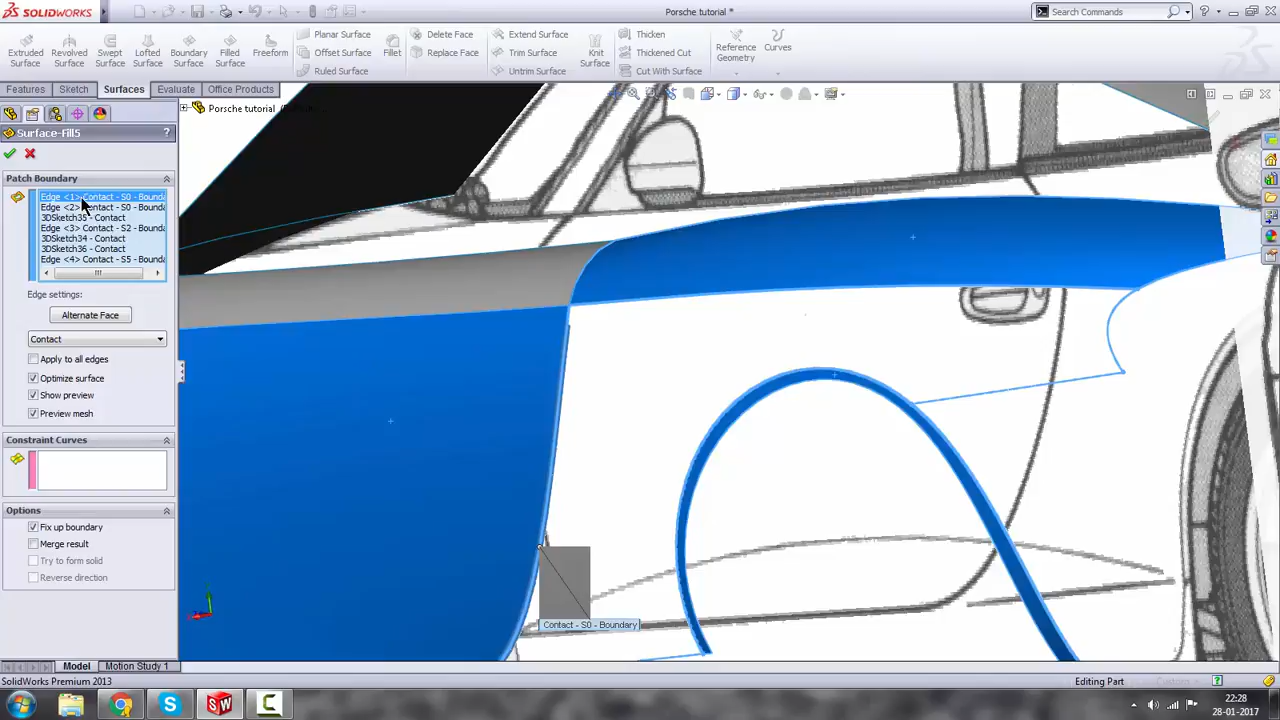 SOLIDWORKS
Porsche tutorial *
Search Commands
Extruded Surface
Revolved Surface
Swept Surface
Lofted Surface
Boundary Surface
Filled Surface
Freeform
Planar Surface
Offset Surface
Ruled Surface
Fillet
Delete Face
Replace Face
Extend Surface
Trim Surface
Untrim Surface
Knit Surface
Thicken
Thickened Cut
Cut With Surface
Reference Geometry
Curves
Features
Sketch
Surfaces
Evaluate
Office Products
Porsche tutorial
Surface-Fill5
?
Patch Boundary
Edge <1> Contact - S0 - Bounda
Edge <2> Contact - S0 - Bounda
3DSketch35 - Contact
Edge <3> Contact - S2 - Bounda
3DSketch34 - Contact
3DSketch36 - Contact
Edge <4> Contact - S5 - Bounda
Edge settings:
Alternate Face
Contact
Apply to all edges
Optimize surface
Show preview
Preview mesh
Constraint Curves
Options
Fix up boundary
Merge result
Try to form solid
Reverse direction
Contact - S0 - Boundary
Model
Motion Study 1
SolidWorks Premium 2013
Editing Part
Custom
22:28
28-01-2017